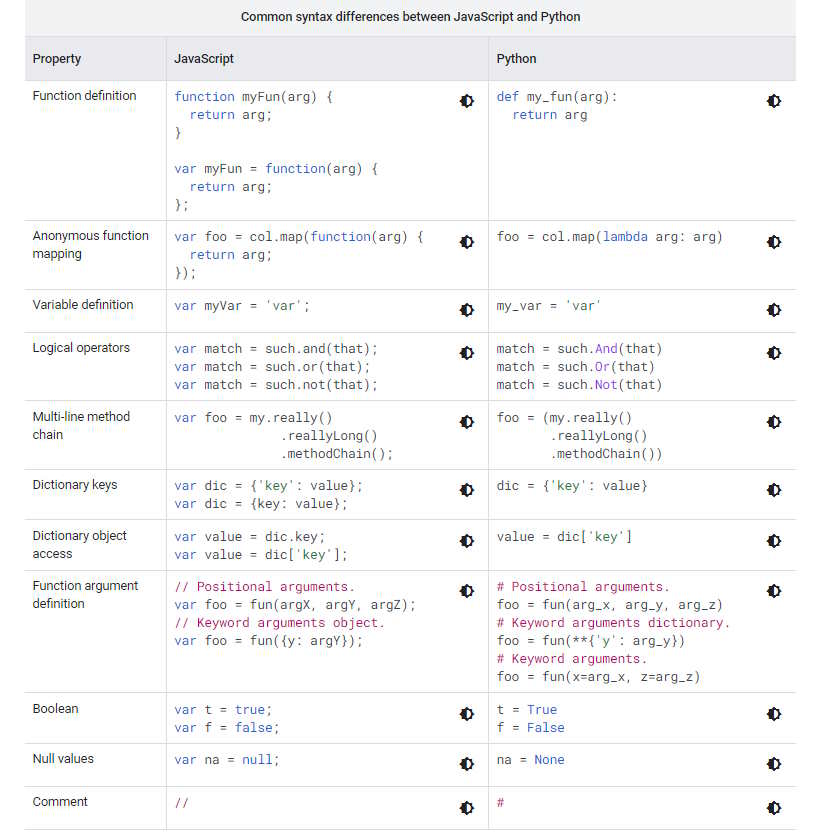 Common syntax differences between JavaScript and Python
Property JavaScript Python
Function definition
function myFun(arg) {
  return arg;
}

var myFun = function(arg) {
  return arg;
};
def my_fun(arg):
  return arg
Anonymous function
mapping
var foo = col.map(function(arg) {
  return arg;
});
foo = col.map(lambda arg: arg)
Variable definition
var myVar = 'var';
my_var = 'var'
Logical operators
var match = such.and(that);
var match = such.or(that);
var match = such.not(that);
match = such.And(that)
match = such.Or(that)
match = such.Not(that)
Multi-line method
chain
var foo = my.really()
              .reallyLong()
              .methodChain();
foo = (my.really()
       .reallyLong()
       .methodChain())
Dictionary keys
var dic = {'key': value};
var dic = {key: value};
dic = {'key': value}
Dictionary object
access
var value = dic.key;
var value = dic['key'];
value = dic['key']
Function argument
definition
// Positional arguments.
var foo = fun(argX, argY, argZ);
// Keyword arguments object.
var foo = fun({y: argY});
# Positional arguments.
foo = fun(arg_x, arg_y, arg_z)
# Keyword arguments dictionary.
foo = fun(**{'y': arg_y})
# Keyword arguments.
foo = fun(x=arg_x, z=arg_z)
Boolean
var t = true;
var f = false;
t = True
f = False
Null values
var na = null;
na = None
Comment
//
#